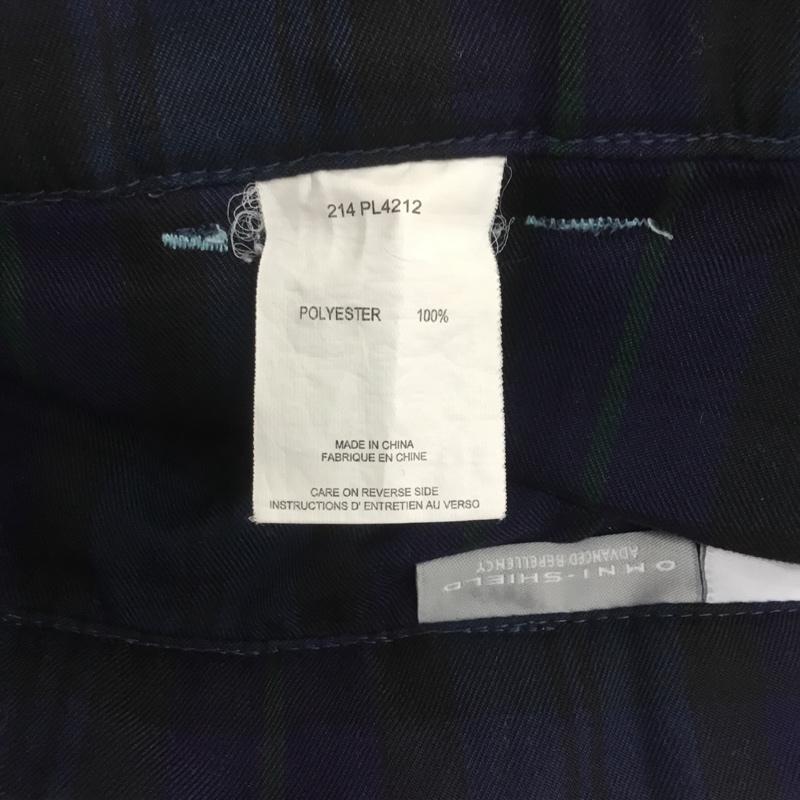 214 PL4212
POLYESTER 100%
MADE IN CHINA
FABRIQUE EN CHINE
CARE ON REVERSE SIDE
INSTRUCTIONS D' ENTRETIEN AU VERSO
OMNI-SHIELD
ADVANCED REPELLENCY